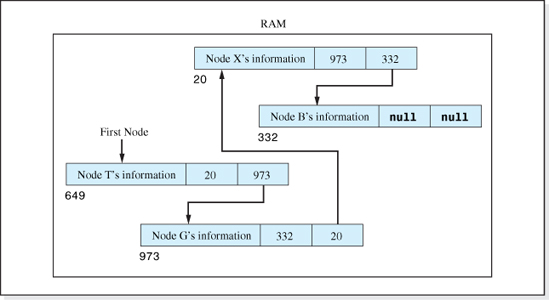 RAM
Node X's information 973 332
20
Node B's information null null
332
First Node
Node T's information 20 973
649
Node G's information 332 20
973